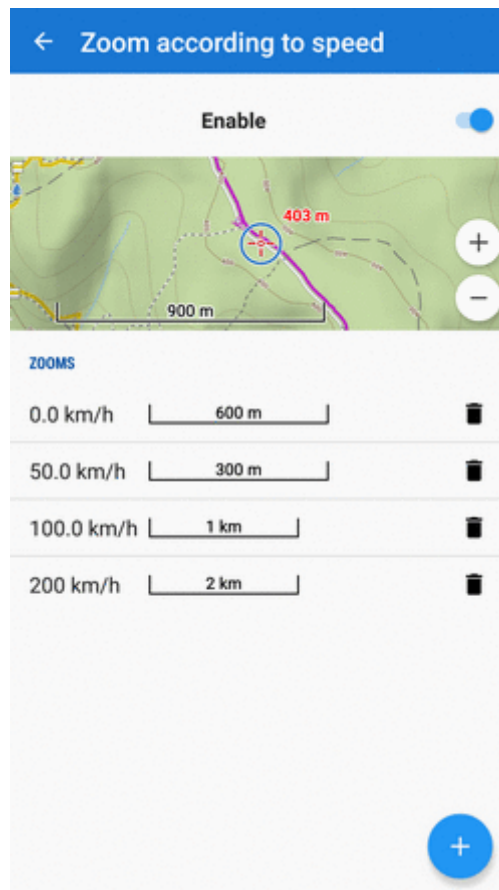 Zoom according to speed
Enable
403 m
900 m
ZOOMS
0.0 km/h 600 m
50.0 km/h 300 m
100.0 km/h 1 km
200 km/h 2 km